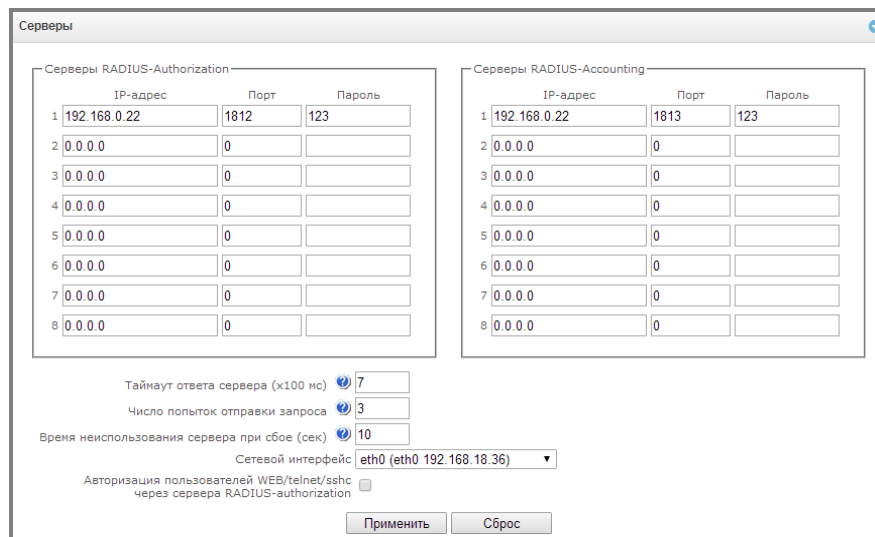 Серверы
Серверы RADIUS-Authorization
IP-адрес Порт Пароль
1 192.168.0.22 1812 123
2 0.0.0.0 0
3 0.0.0.0 0
4 0.0.0.0 0
5 0.0.0.0 0
6 0.0.0.0 0
7 0.0.0.0 0
8 0.0.0.0 0
Серверы RADIUS-Accounting
IP-адрес Порт Пароль
1 192.168.0.22 1813 123
2 0.0.0.0 0
3 0.0.0.0 0
4 0.0.0.0 0
5 0.0.0.0 0
6 0.0.0.0 0
7 0.0.0.0 0
8 0.0.0.0 0
Таймаут ответа сервера (x100 мс) ? 7
Число попыток отправки запроса ? 3
Время неиспользования сервера при сбое (сек) ? 10
Сетевой интерфейс eth0 (eth0 192.168.18.36)
Авторизация пользователей WEB/telnet/sshc
через сервера RADIUS-authorization
Применить Сброс